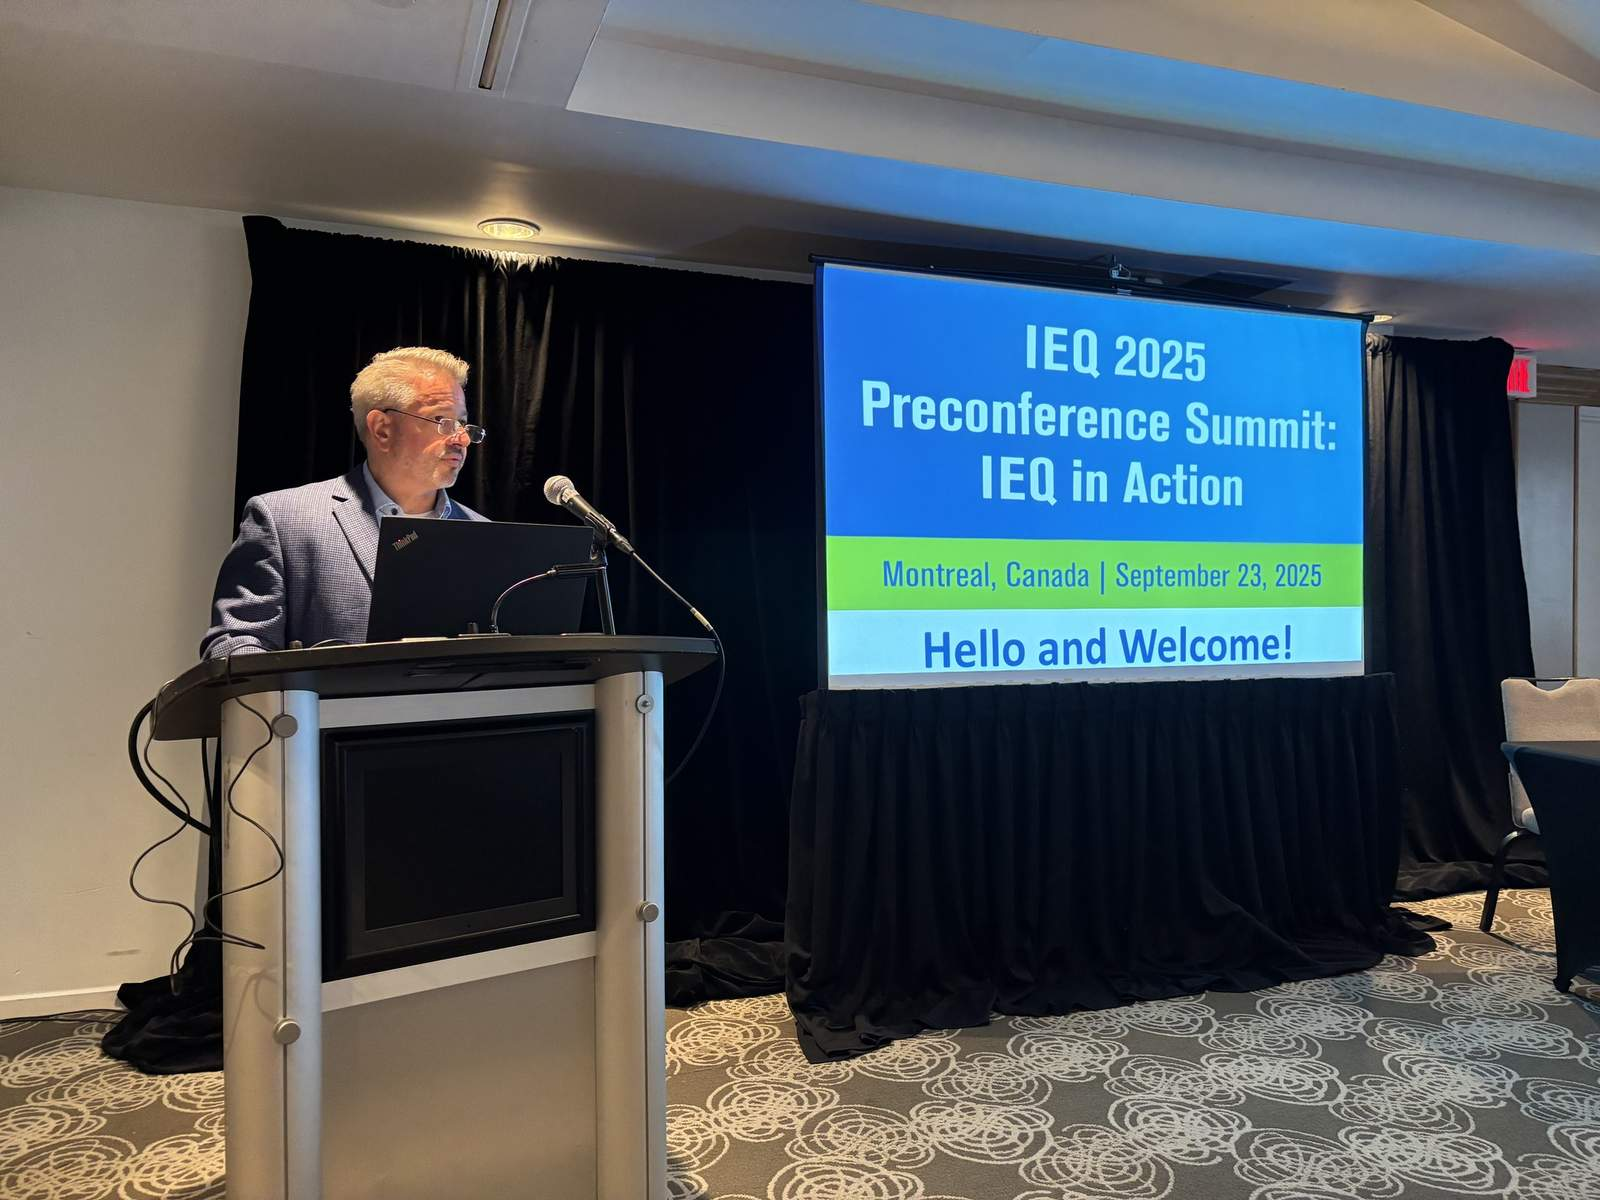 IEQ 2025
Preconference Summit:
IEQ in Action
Montreal, Canada | September 23, 2025
Hello and Welcome!
ThinkPad